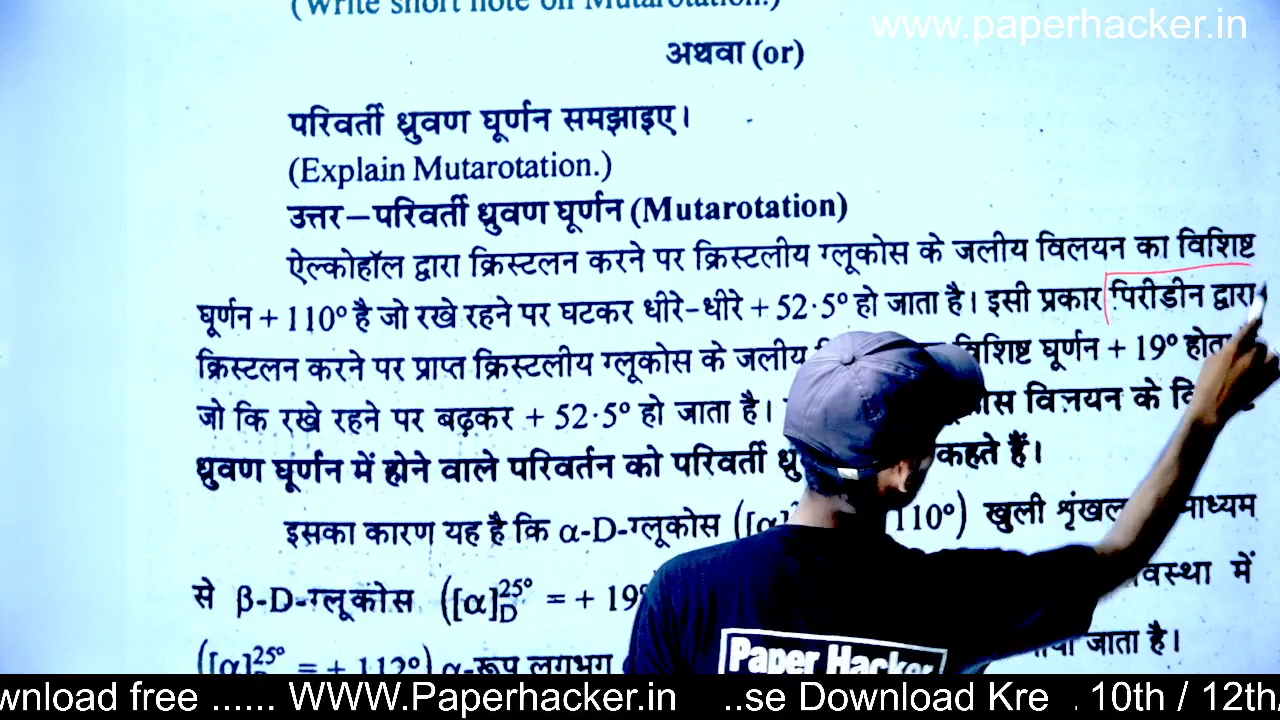 (Write short note on Mutarotation.)
www.paperhacker.in
अथवा (or)
परिवर्ती ध्रुवण घूर्णन समझाइए।
(Explain Mutarotation.)
उत्तर–परिवर्ती ध्रुवण घूर्णन (Mutarotation)
ऐल्कोहॉल द्वारा क्रिस्टलन करने पर क्रिस्टलीय ग्लूकोस के जलीय विलयन का विशिष्ट
घूर्णन + 110° है जो रखे रहने पर घटकर धीरे-धीरे + 52·5° हो जाता है। इसी प्रकार पिरीडीन द्वारा
क्रिस्टलन करने पर प्राप्त क्रिस्टलीय ग्लूकोस के जलीय विशिष्ट घूर्णन + 19°
जो कि रखे रहने पर बढ़कर + 52·5° हो जाता है। विलयन के
ध्रुवण घूर्णन में होने वाले परिवर्तन को परिवर्ती कहते हैं।
इसका कारण यह है कि α-D-ग्लूकोस 110°) खुली
से β-D-ग्लूकोस ([α]25°D = + 19 में
([α]25° = + 112°) α-रूप लगभग जाता है।
Paper Hacker
wnload free ...... WWW.Paperhacker.in ..se Download Kre . 10th / 12th